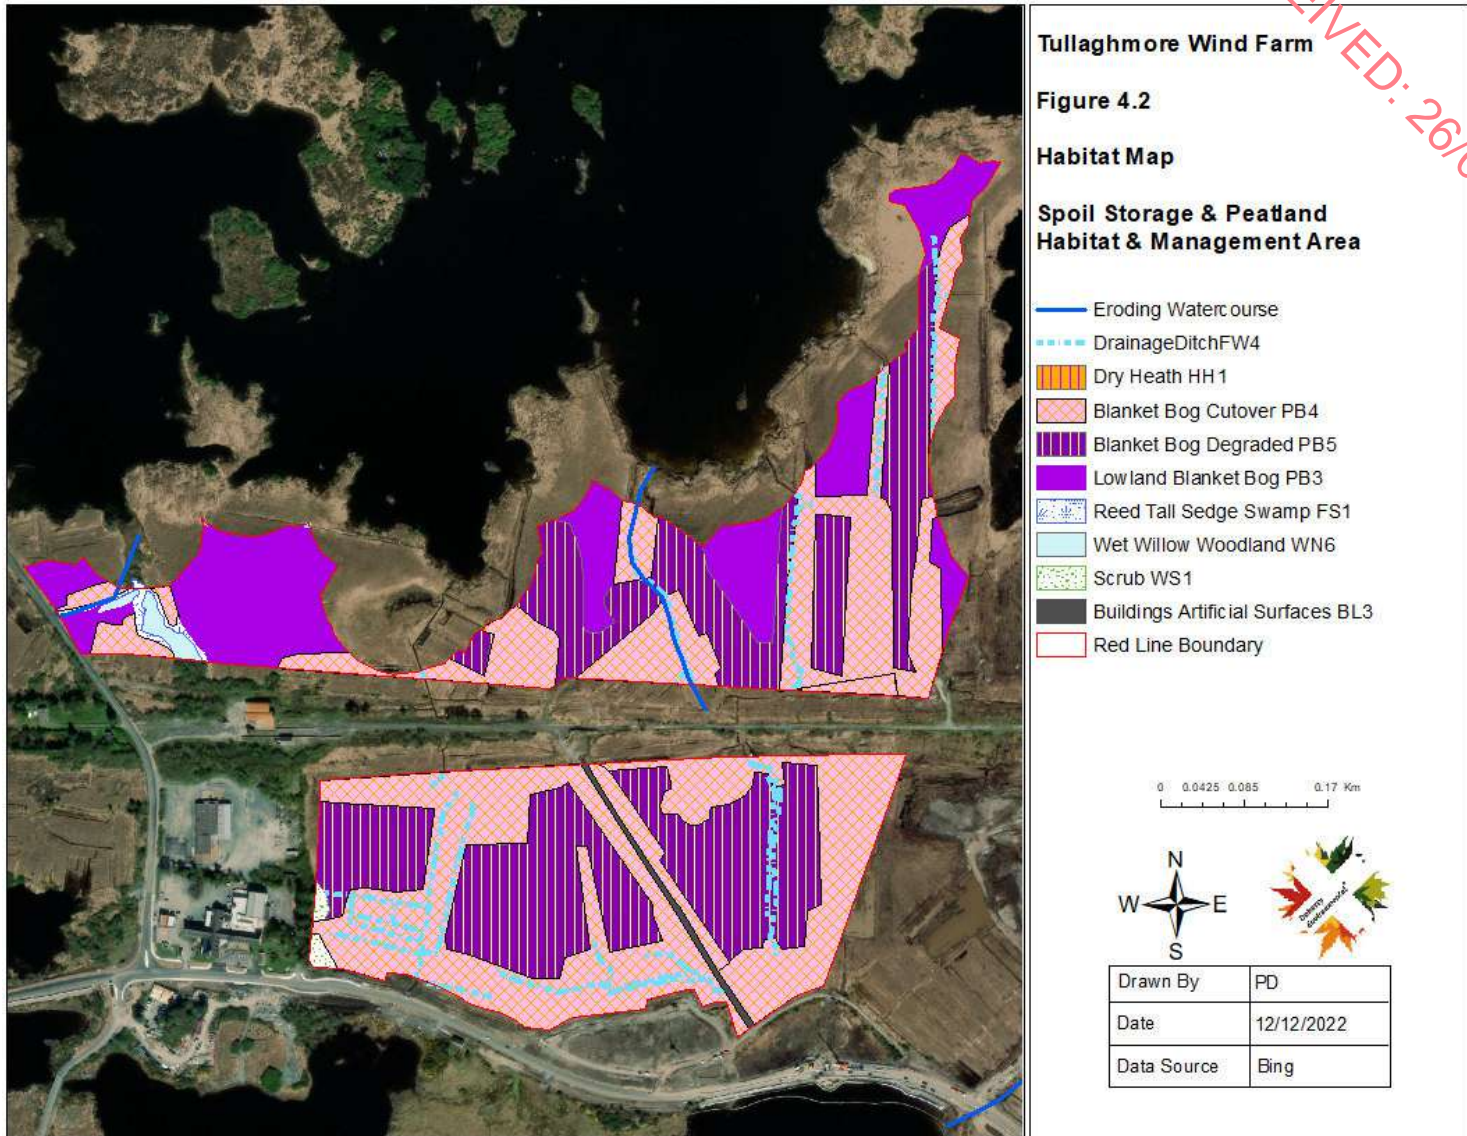 Tullaghmore Wind Farm
Figure 4.2
Habitat Map
Spoil Storage & Peatland
Habitat & Management Area
Eroding Watercourse
DrainageDitchFW4
Dry Heath HH1
Blanket Bog Cutover PB4
Blanket Bog Degraded PB5
Lowland Blanket Bog PB3
Reed Tall Sedge Swamp FS1
Wet Willow Woodland WN6
Scrub WS1
Buildings Artificial Surfaces BL3
Red Line Boundary
0 0.0425 0.085 0.17 Km
N
W E
S
Drawn By PD
Date 12/12/2022
Data Source Bing